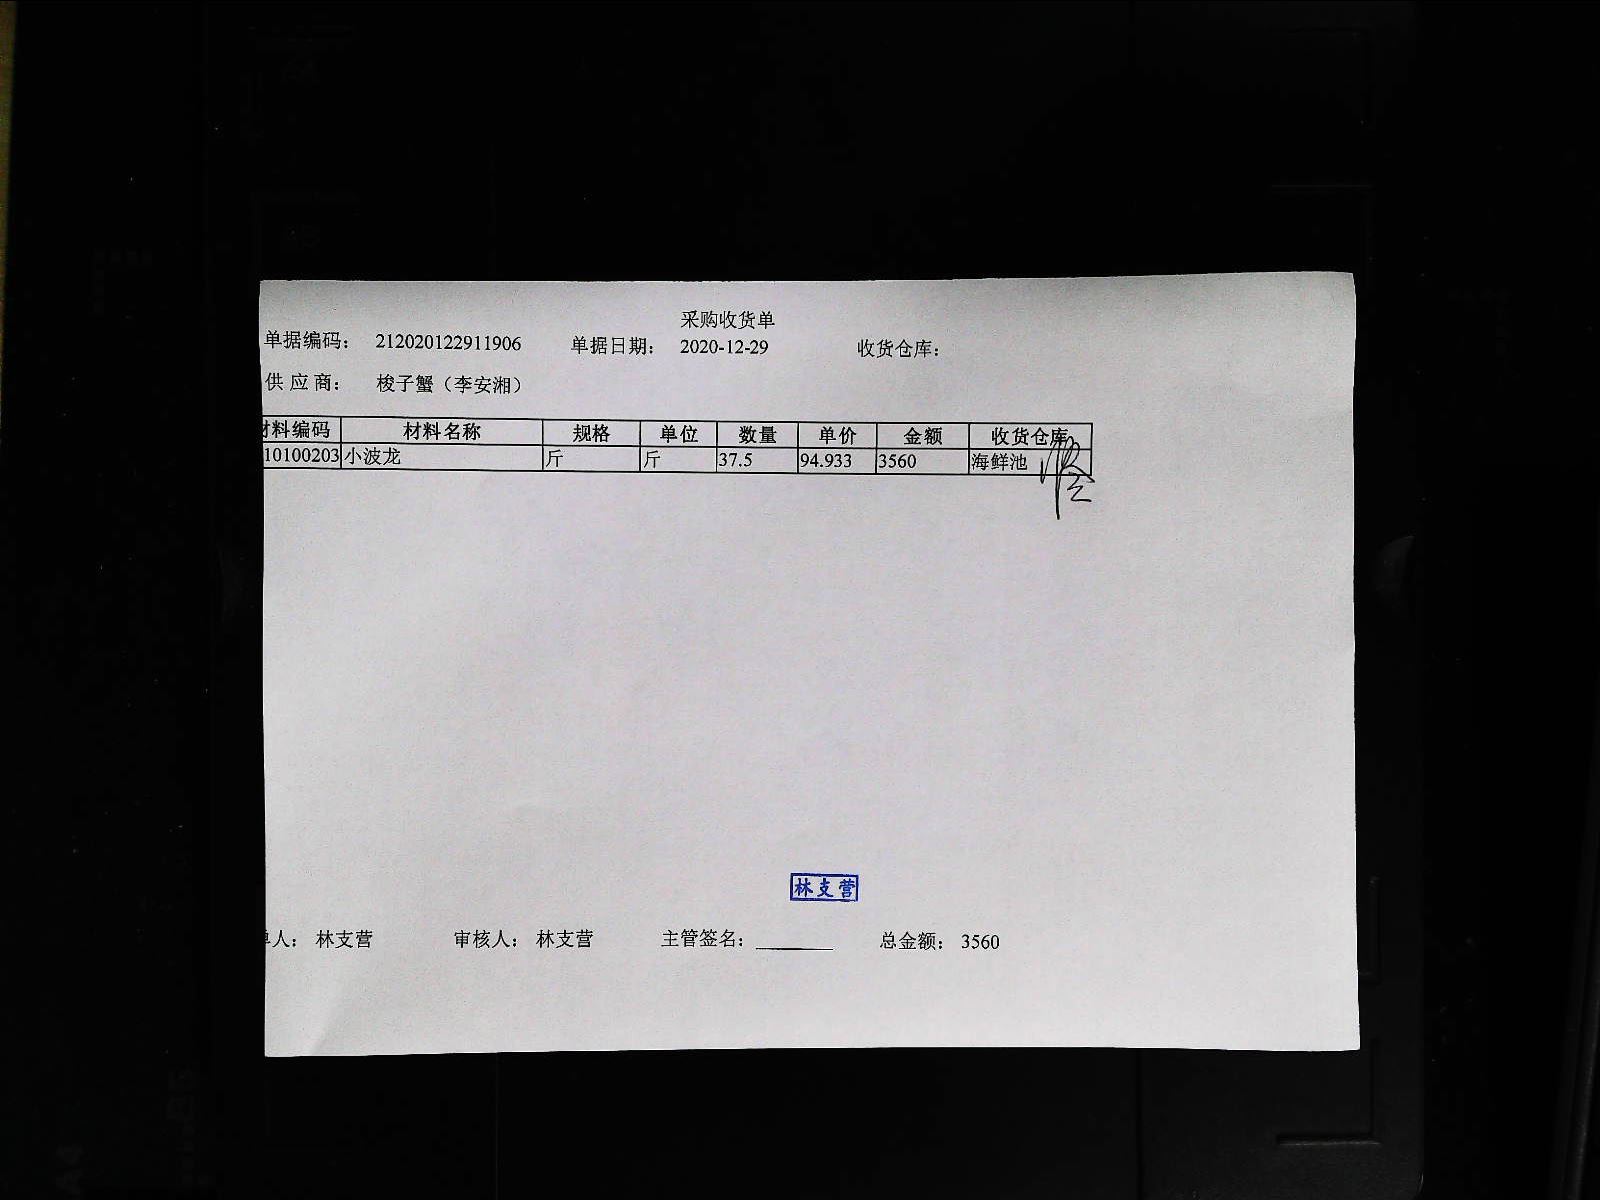 采购收货单
单据编码： 212020122911906 单据日期： 2020-12-29 收货仓库：
供 应 商： 梭子蟹（李安湘）
材料编码 材料名称 规格 单位 数量 单价 金额 收货仓库
10100203 小波龙 斤 斤 37.5 94.933 3560 海鲜池
林支营
单人： 林支营 审核人： 林支营 主管签名： 总金额： 3560